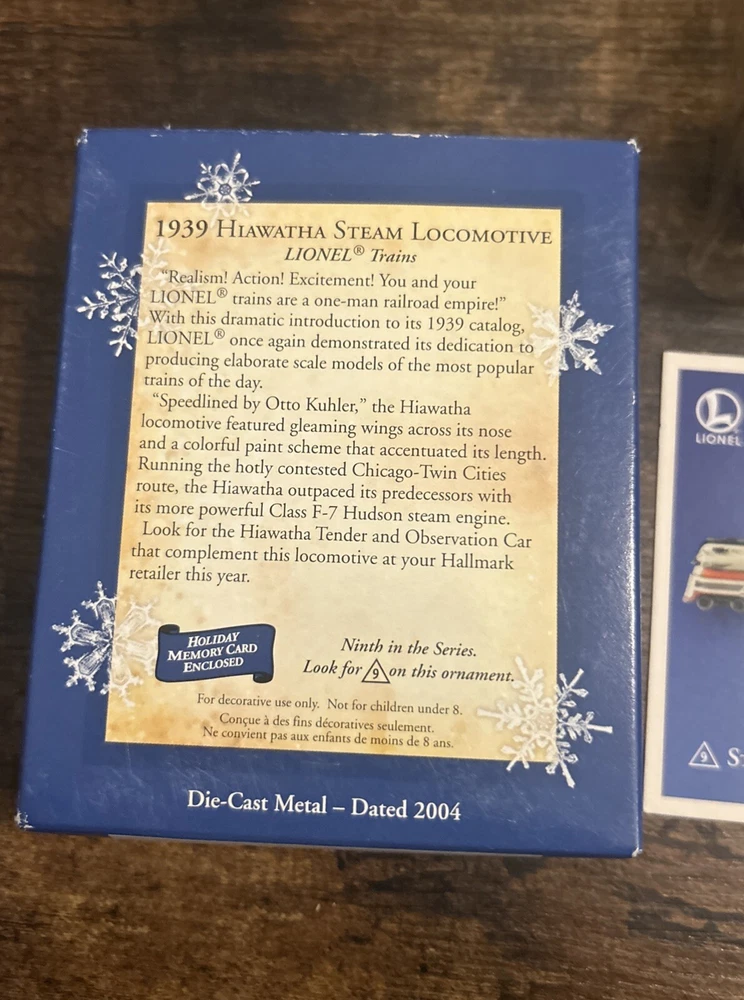 1939 HIAWATHA STEAM LOCOMOTIVE
LIONEL® Trains
"Realism! Action! Excitement! You and your
LIONEL® trains are a one-man railroad empire!"
With this dramatic introduction to its 1939 catalog,
LIONEL® once again demonstrated its dedication to
producing elaborate scale models of the most popular
trains of the day.
"Speedlined by Otto Kuhler," the Hiawatha
locomotive featured gleaming wings across its nose
and a colorful paint scheme that accentuated its length.
Running the hotly contested Chicago-Twin Cities
route, the Hiawatha outpaced its predecessors with
its more powerful Class F-7 Hudson steam engine.
Look for the Hiawatha Tender and Observation Car
that complement this locomotive at your Hallmark
retailer this year.
HOLIDAY
MEMORY CARD
ENCLOSED
Ninth in the Series.
Look for 9 on this ornament.
For decorative use only. Not for children under 8.
Conçue à des fins décoratives seulement.
Ne convient pas aux enfants de moins de 8 ans.
Die-Cast Metal – Dated 2004
L
LIONEL
9